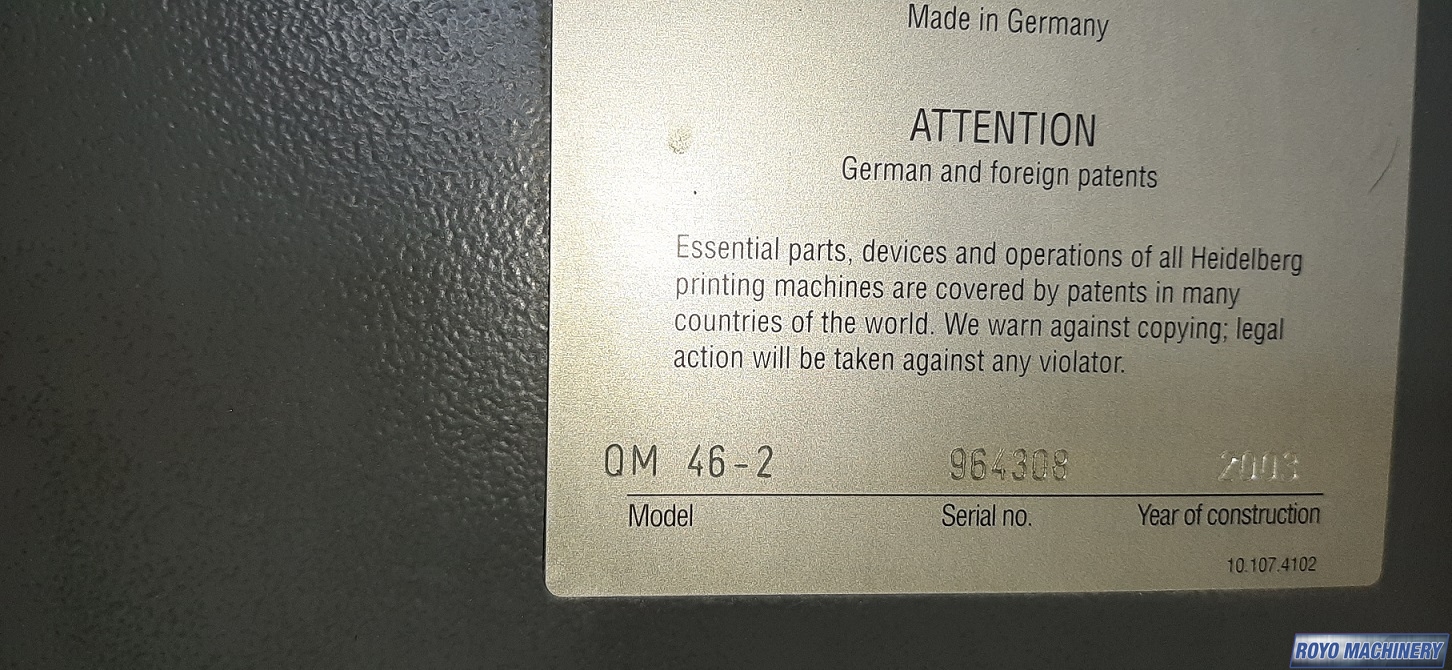 Made in Germany
ATTENTION
German and foreign patents
Essential parts, devices and operations of all Heidelberg
printing machines are covered by patents in many
countries of the world. We warn against copying; legal
action will be taken against any violator.
QM 46-2 964308 2003
Model Serial no. Year of construction
10.107.4102
ROYO MACHINERY